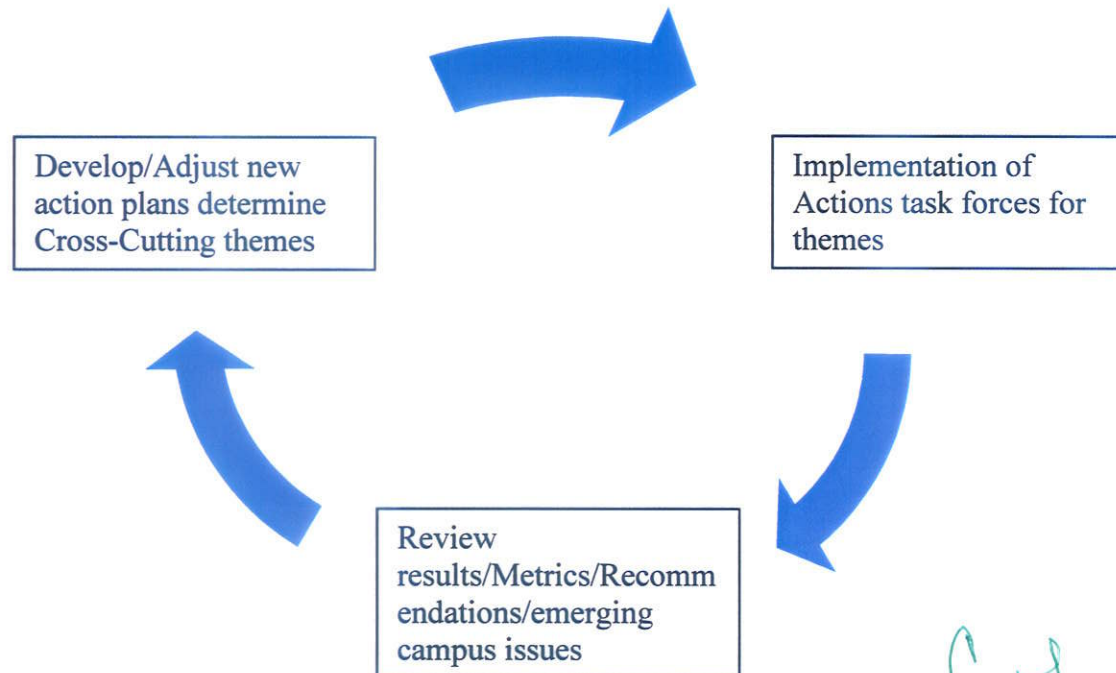 Develop/Adjust new
action plans determine
Cross-Cutting themes
Implementation of
Actions task forces for
themes
Review
results/Metrics/Recomm
endations/emerging
campus issues